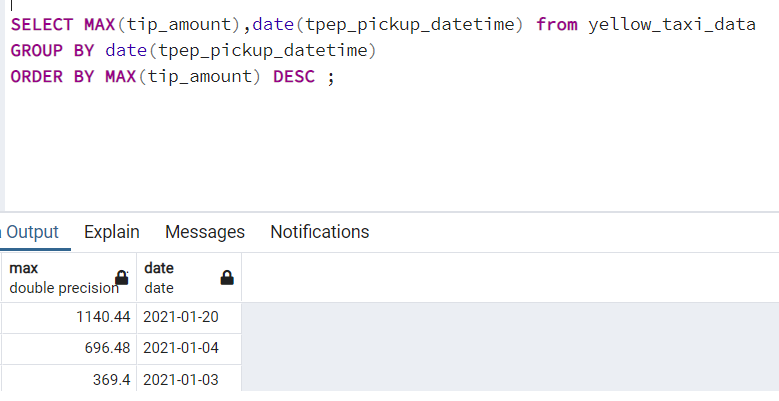 SELECT MAX(tip_amount),date(tpep_pickup_datetime) from yellow_taxi_data
GROUP BY date(tpep_pickup_datetime)
ORDER BY MAX(tip_amount) DESC ;
Output Explain Messages Notifications
max date
double precision date
1140.44 2021-01-20
696.48 2021-01-04
369.4 2021-01-03